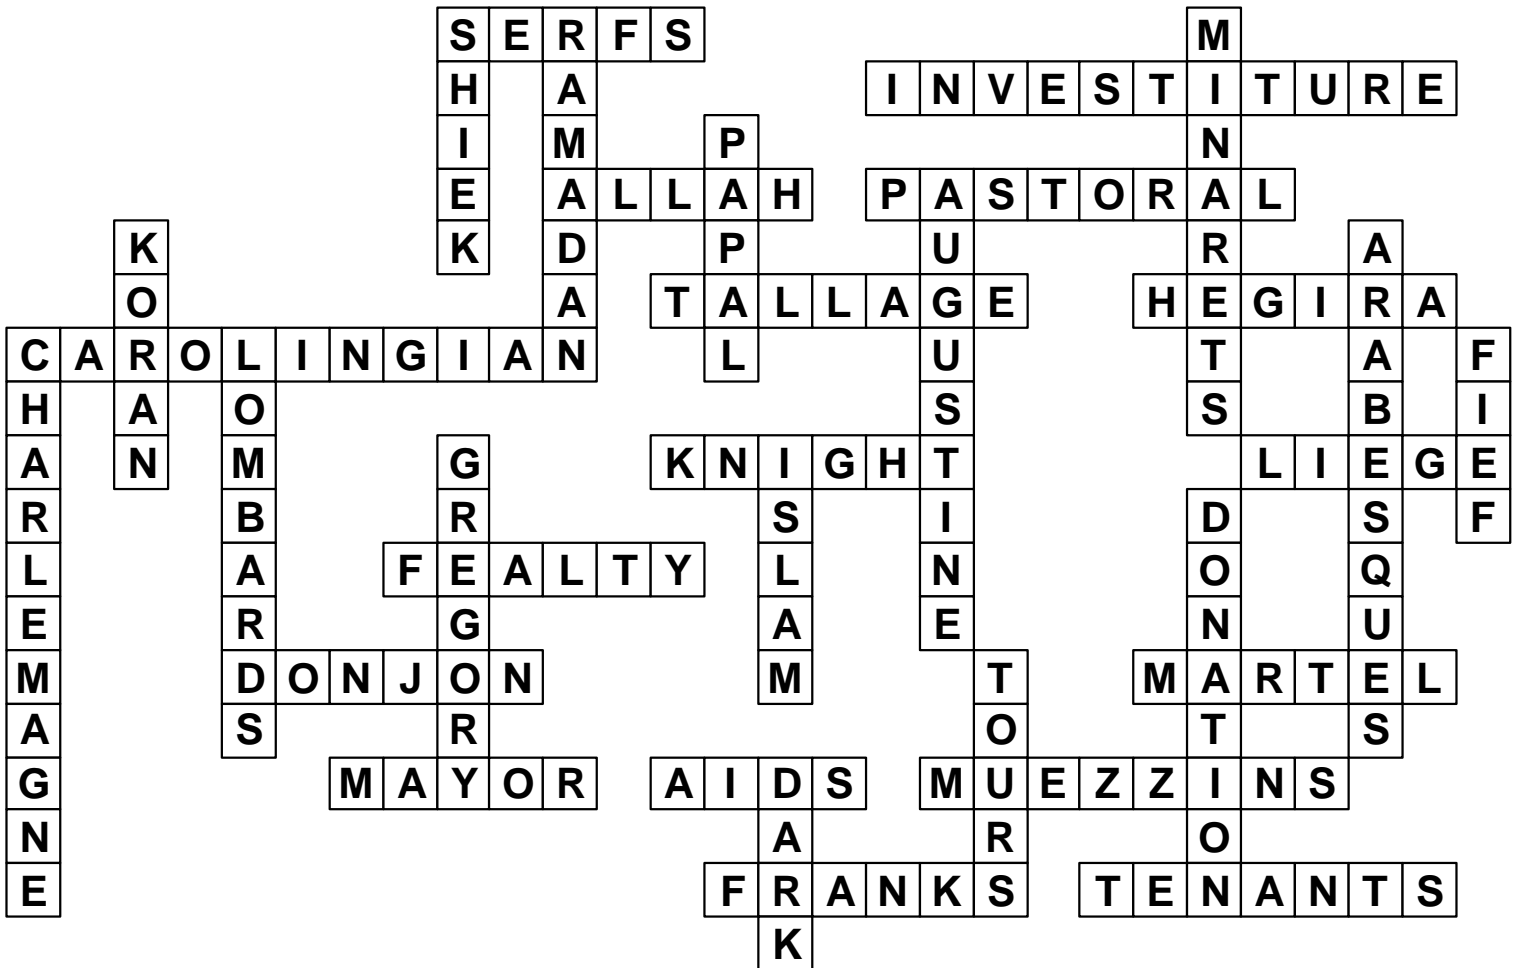 SERFS
SHIEK
RAMADAN
MINARETS
INVESTITURE
PAPAL
ALLAH
PASTORAL
AUGUSTINE
KORAN
ARABESQUES
TALLAGE
HEGIRA
CAROLINGIAN
CHARLEMAGNE
LOMBARDS
FIEF
GREGORY
KNIGHT
ISLAM
LIEGE
DONATION
FEALTY
DONJON
TOURS
MARTEL
MAYOR
AIDS
DARK
MUEZZINS
FRANKS
TENANTS